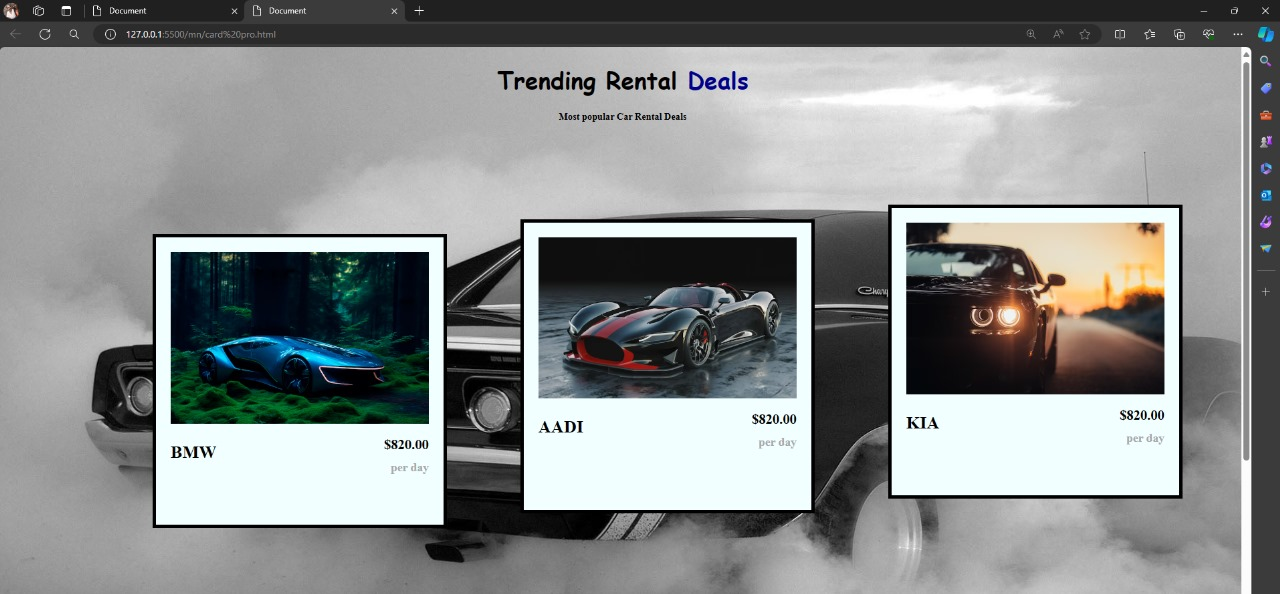 Document
Document
127.0.0.1:5500/mn/card%20pro.html
Trending Rental Deals
Most popular Car Rental Deals
BMW
$820.00
per day
AADI
$820.00
per day
KIA
$820.00
per day